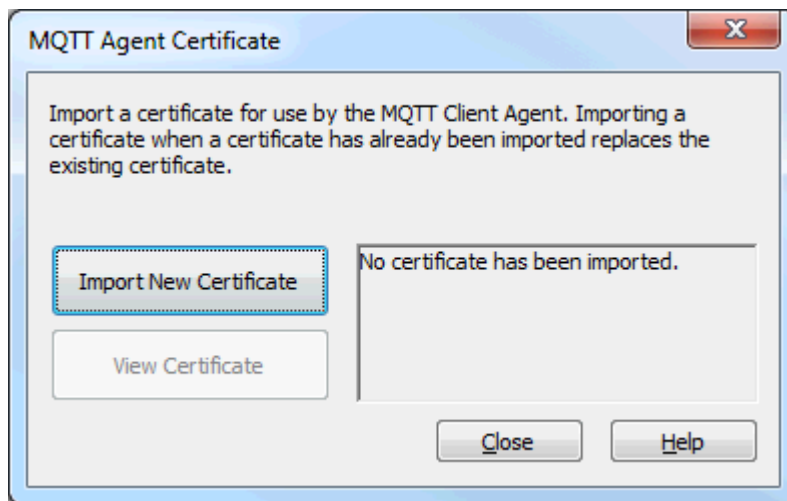 MQTT Agent Certificate
Import a certificate for use by the MQTT Client Agent. Importing a
certificate when a certificate has already been imported replaces the
existing certificate.
Import New Certificate
No certificate has been imported.
View Certificate
Close
Help